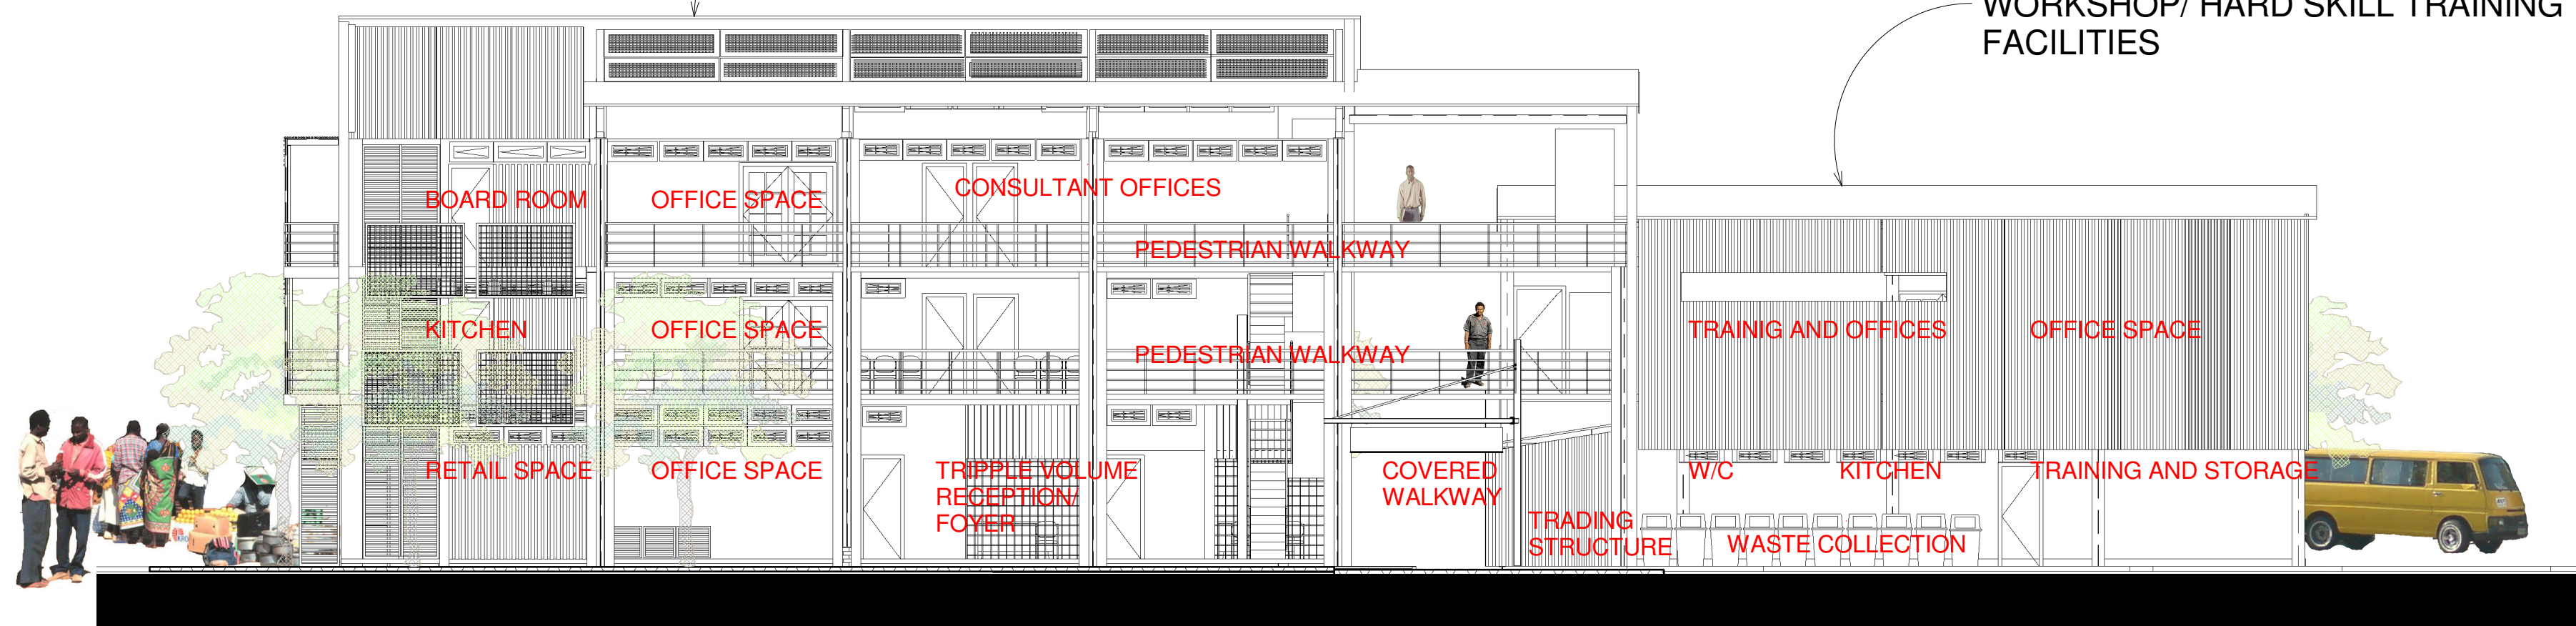 WORKSHOP/ HARD SKILL TRAINING
FACILITIES
BOARD ROOM
OFFICE SPACE
CONSULTANT OFFICES
PEDESTRIAN WALKWAY
KITCHEN
OFFICE SPACE
PEDESTRIAN WALKWAY
TRAINIG AND OFFICES
OFFICE SPACE
RETAIL SPACE
OFFICE SPACE
TRIPPLE VOLUME
RECEPTION/
FOYER
COVERED
WALKWAY
TRADING
STRUCTURE
W/C
KITCHEN
TRAINING AND STORAGE
WASTE COLLECTION